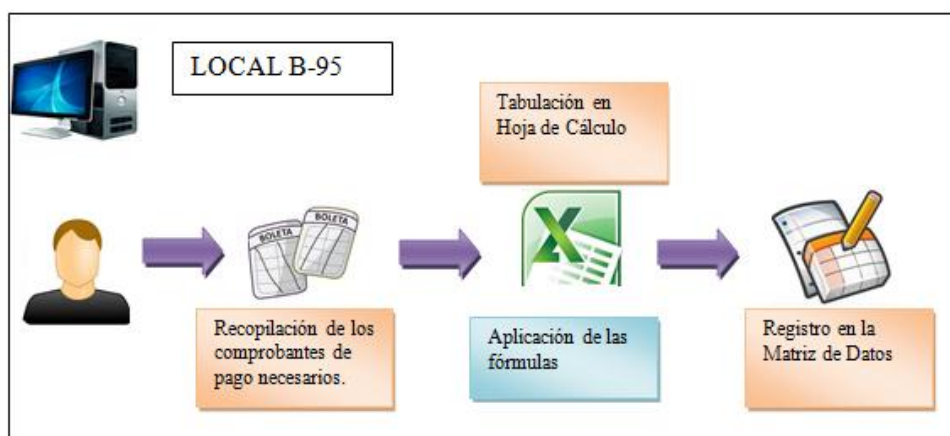 LOCAL B-95
Tabulación en
Hoja de Cálculo
BOLETA
BOLETA
X
Recopilación de los
comprobantes de
pago necesarios.
Aplicación de las
fórmulas
Registro en la
Matriz de Datos